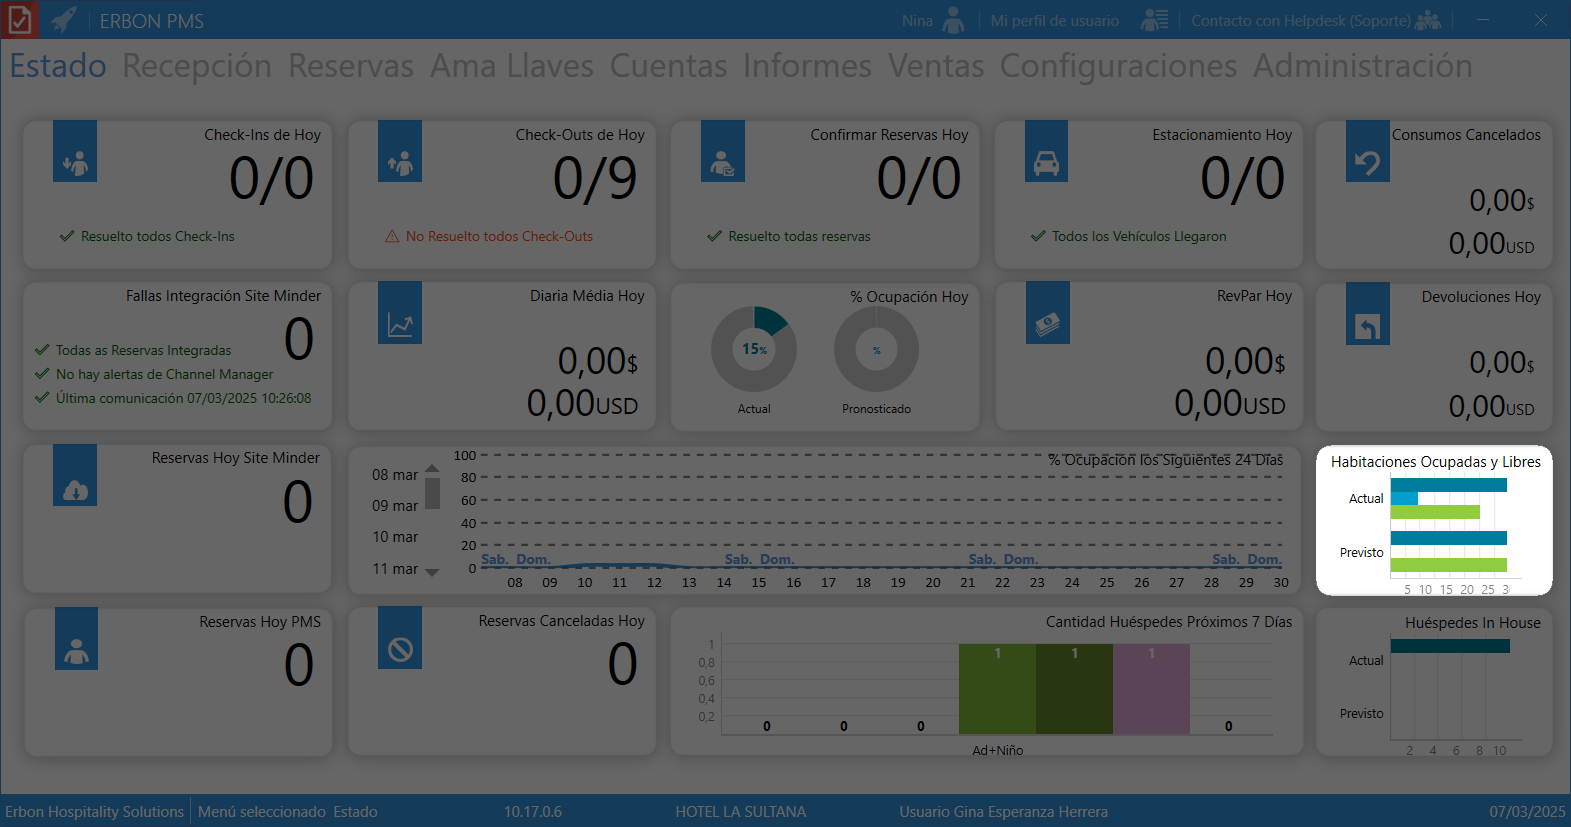 ERBON PMS
Nina
Mi perfil de usuario
Contacto con Helpdesk (Soporte)
Estado Recepción Reservas Ama Llaves Cuentas Informes Ventas Configuraciones Administración
Check-Ins de Hoy
0/0
Resuelto todos Check-Ins
Check-Outs de Hoy
0/9
No Resuelto todos Check-Outs
Confirmar Reservas Hoy
0/0
Resuelto todas reservas
Estacionamiento Hoy
0/0
Todos los Vehículos Llegaron
Consumos Cancelados
0,00$
0,00USD
Fallas Integración Site Minder
0
Todas as Reservas Integradas
No hay alertas de Channel Manager
Última comunicación 07/03/2025 10:26:08
Diaria Média Hoy
0,00$
0,00USD
% Ocupación Hoy
15%
%
Actual
Pronosticado
RevPar Hoy
0,00$
0,00USD
Devoluciones Hoy
0,00$
0,00USD
Reservas Hoy Site Minder
0
08 mar
09 mar
10 mar
11 mar
% Ocupación los Siguientes 24 Días
100
80
60
40
20
0
Sab. Dom. Sab. Dom. Sab. Dom. Sab. Dom.
08 09 10 11 12 13 14 15 16 17 18 19 20 21 22 23 24 25 26 27 28 29 30
Habitaciones Ocupadas y Libres
Actual
Previsto
5 10 15 20 25
Reservas Hoy PMS
0
Reservas Canceladas Hoy
0
Cantidad Huéspedes Próximos 7 Días
1
0,8
0,6
0,4
0,2
0 0 0 1 1 1 0
Ad+Niño
Huéspedes In House
Actual
Previsto
2 4 6 8 10
Erbon Hospitality Solutions
Menú seleccionado Estado
10.17.0.6
HOTEL LA SULTANA
Usuario Gina Esperanza Herrera
07/03/2025